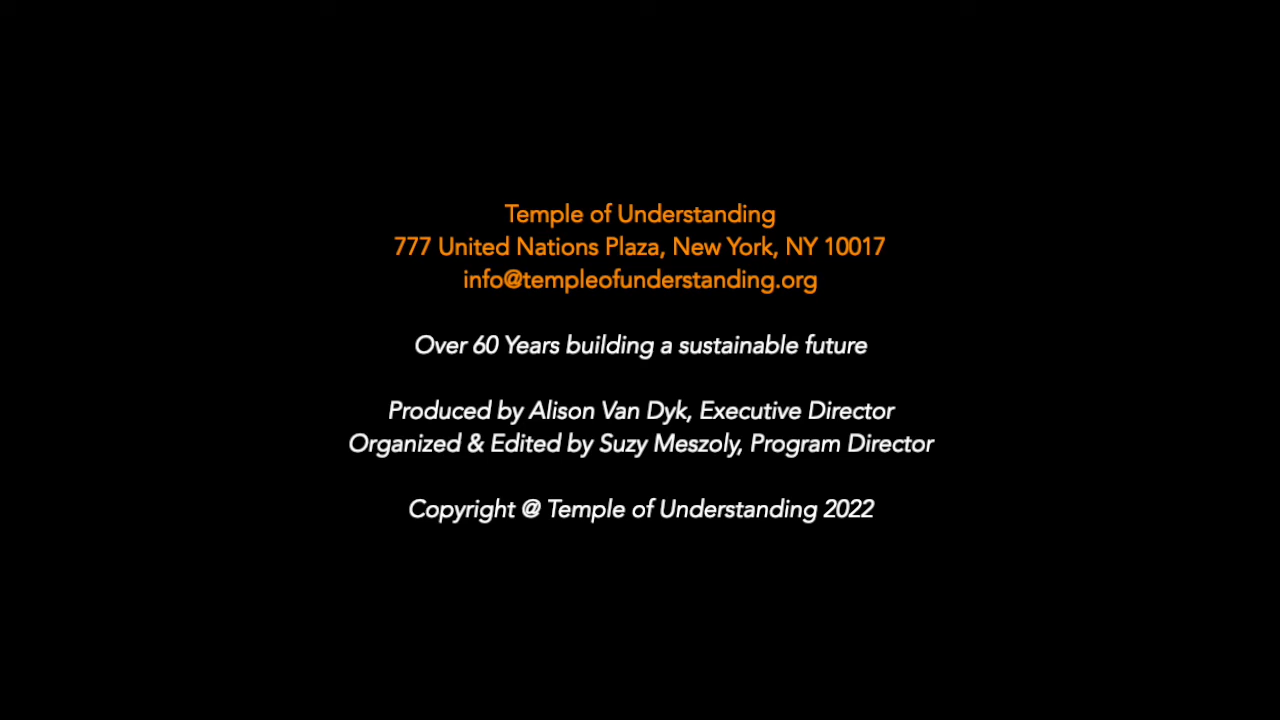 Temple of Understanding
777 United Nations Plaza, New York, NY 10017
info@templeofunderstanding.org
Over 60 Years building a sustainable future
Produced by Alison Van Dyk, Executive Director
Organized & Edited by Suzy Meszoly, Program Director
Copyright @ Temple of Understanding 2022